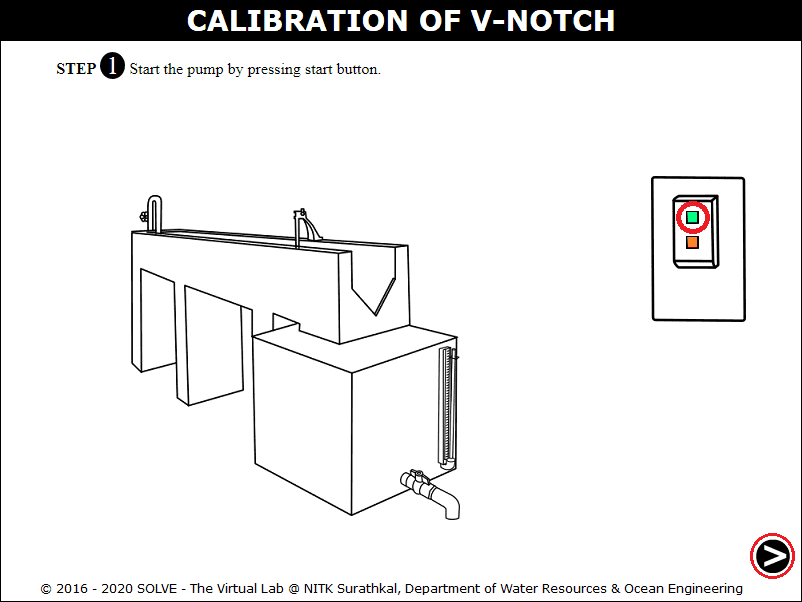 CALIBRATION OF V-NOTCH
STEP 1 Start the pump by pressing start button.
>
© 2016 - 2020 SOLVE - The Virtual Lab @ NITK Surathkal, Department of Water Resources & Ocean Engineering